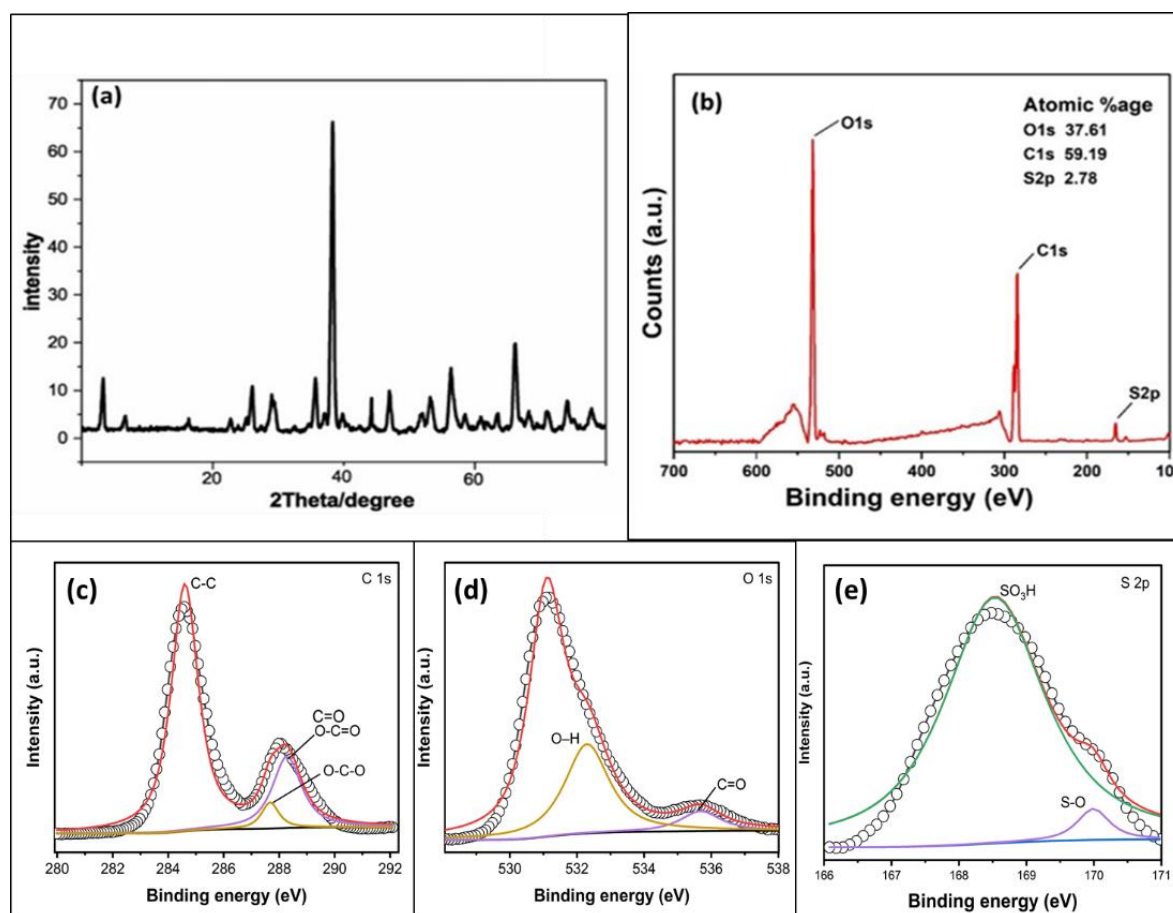 (a)
70
60
50
40
30
20
10
0
intensity
20
40
60
2Theta/degree
(b)
Atomic %age
O1s 37.61
C1s 59.19
S2p 2.78
O1s
C1s
S2p
Counts (a.u.)
700
600
500
400
300
200
100
Binding energy (eV)
(c)
C 1s
C-C
C=O
O-C=O
O-C-O
Intensity (a.u.)
280
282
284
286
288
290
292
Binding energy (eV)
(d)
O 1s
O–H
C=O
Intensity (a.u.)
530
532
534
536
538
Binding energy (eV)
(e)
S 2p
SO₃H
S-O
Intensity (a.u.)
166
167
168
169
170
171
Binding energy (eV)